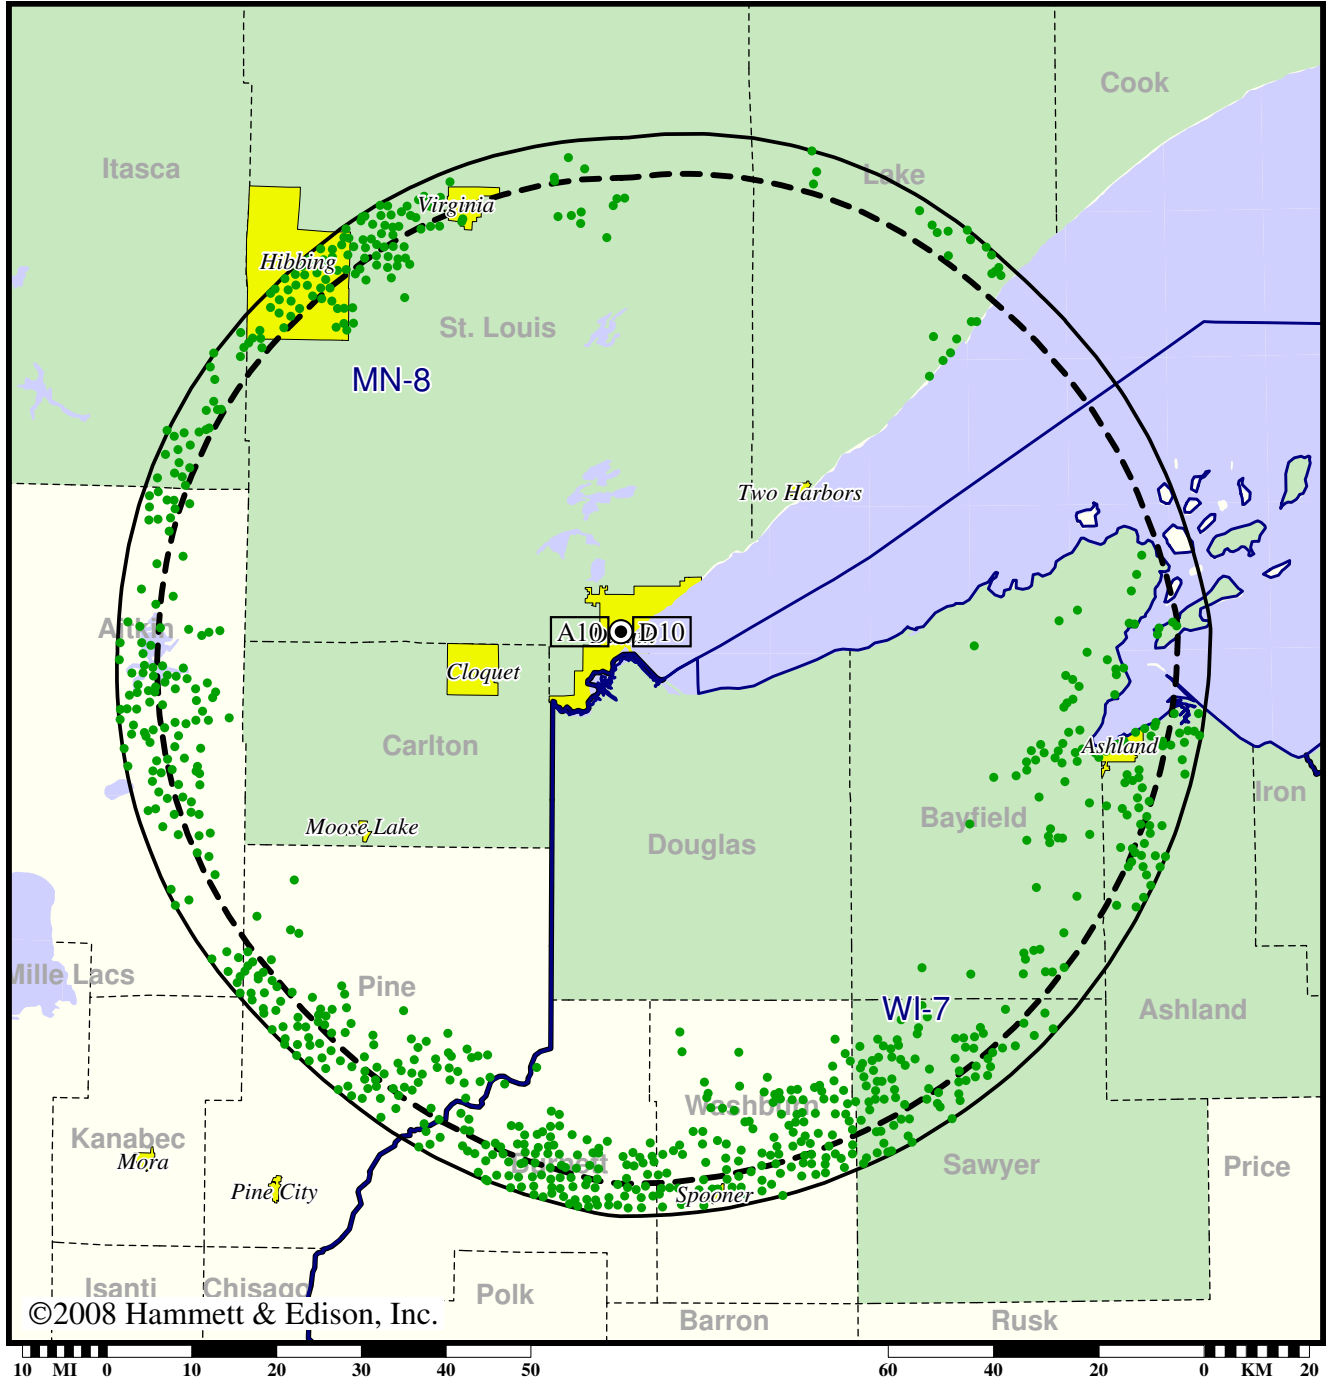 Cook
Itasca
Lake
Virginia
Hibbing
St. Louis
MN-8
Two Harbors
Aitkin
A10
D10
Cloquet
Carlton
Ashland
Iron
Bayfield
Moose Lake
Douglas
Mille Lacs
Pine
WI-7
Ashland
Washburn
Kanabec
Mora
Burnett
Sawyer
Price
Pine City
Spooner
Isanti
Chisago
Polk
©2008 Hammett & Edison, Inc.
Barron
Rusk
10 MI 0 10 20 30 40 50
60 40 20 0 KM 20